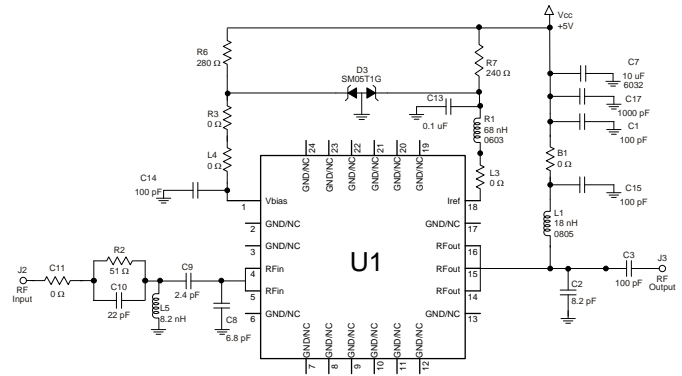 Vcc
+5V
R6
280 Ω
R7
240 Ω
D3
SM05T1G
C7
10 uF
6032
C17
1000 pF
C1
100 pF
C13
0.1 uF
R3
0 Ω
R1
68 nH
0603
L4
0 Ω
B1
0 Ω
L3
0 Ω
C14
100 pF
C15
100 pF
L1
18 nH
0805
24
23
22
21
20
19
GND/NC
GND/NC
GND/NC
GND/NC
GND/NC
GND/NC
1
Vbias
Iref
18
2
GND/NC
GND/NC
17
3
GND/NC
RFout
16
4
RFin
RFout
15
5
RFin
RFout
14
6
GND/NC
GND/NC
13
U1
GND/NC
GND/NC
GND/NC
GND/NC
GND/NC
GND/NC
7
8
9
10
11
12
J2
RF
Input
C11
0 Ω
R2
51 Ω
C10
22 pF
L5
8.2 nH
C9
2.4 pF
C8
6.8 pF
C2
8.2 pF
C3
100 pF
J3
RF
Output